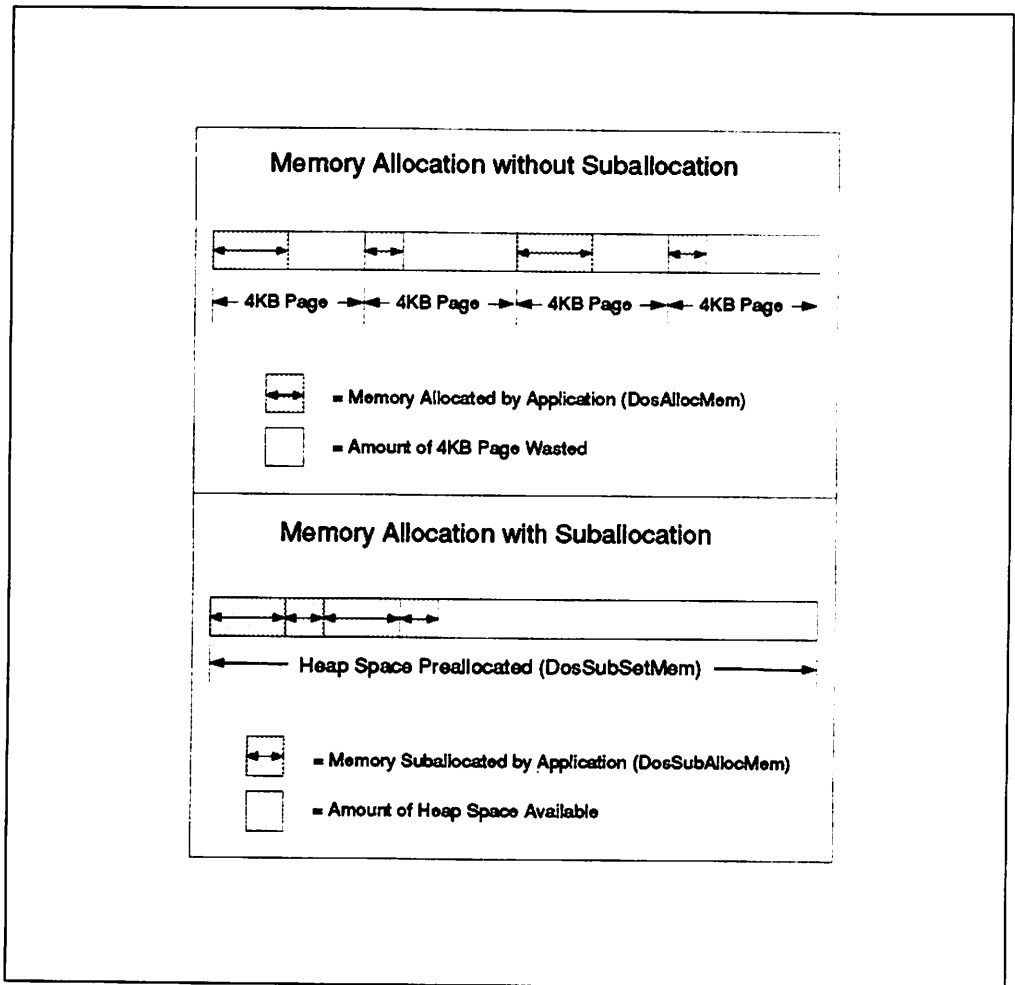 Memory Allocation without Suballocation
4KB Page 4KB Page 4KB Page 4KB Page
= Memory Allocated by Application (DosAllocMem)
= Amount of 4KB Page Wasted
Memory Allocation with Suballocation
Heap Space Preallocated (DosSubSetMem)
= Memory Suballocated by Application (DosSubAllocMem)
= Amount of Heap Space Available